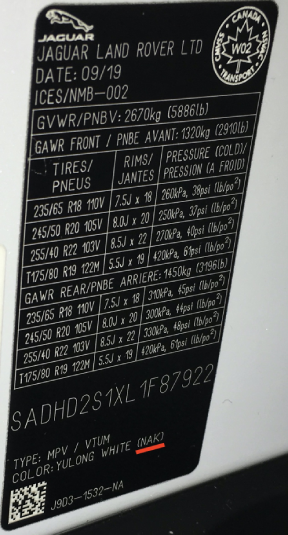 JAGUAR
JAGUAR LAND ROVER LTD
DATE: 09/19
ICES/NMB-002
CANADA
CMVSS NSVAC
W02
TRANSPORT
GVWR/PNBV: 2670kg (5886lb)
GAWR FRONT / PNBE AVANT: 1320kg (2910lb)
TIRES/ PNEUS RIMS/ JANTES PRESSURE (COLD)/ PRESSION (A FROID)
235/65 R18 110V 7.5J x 18 260kPa, 38psi (lb/po²)
245/50 R20 105V 8.0J x 20 250kPa, 37psi (lb/po²)
255/40 R22 103V 8.5J x 22 270kPa, 40psi (lb/po²)
T175/80 R19 122M 5.5J x 19 420kPa, 61psi (lb/po²)
GAWR REAR/PNBE ARRIERE: 1450kg (3196lb)
235/65 R18 110V 7.5J x 18 310kPa, 45psi (lb/po²)
245/50 R20 105V 8.0J x 20 300kPa, 44psi (lb/po²)
255/40 R22 103V 8.5J x 22 330kPa, 48psi (lb/po²)
T175/80 R19 122M 5.5J x 19 420kPa, 61psi (lb/po²)
SADHD2S1XL1F87922
TYPE: MPV / VTUM
COLOR: YULONG WHITE (NAK)
J9D3-1532-NA